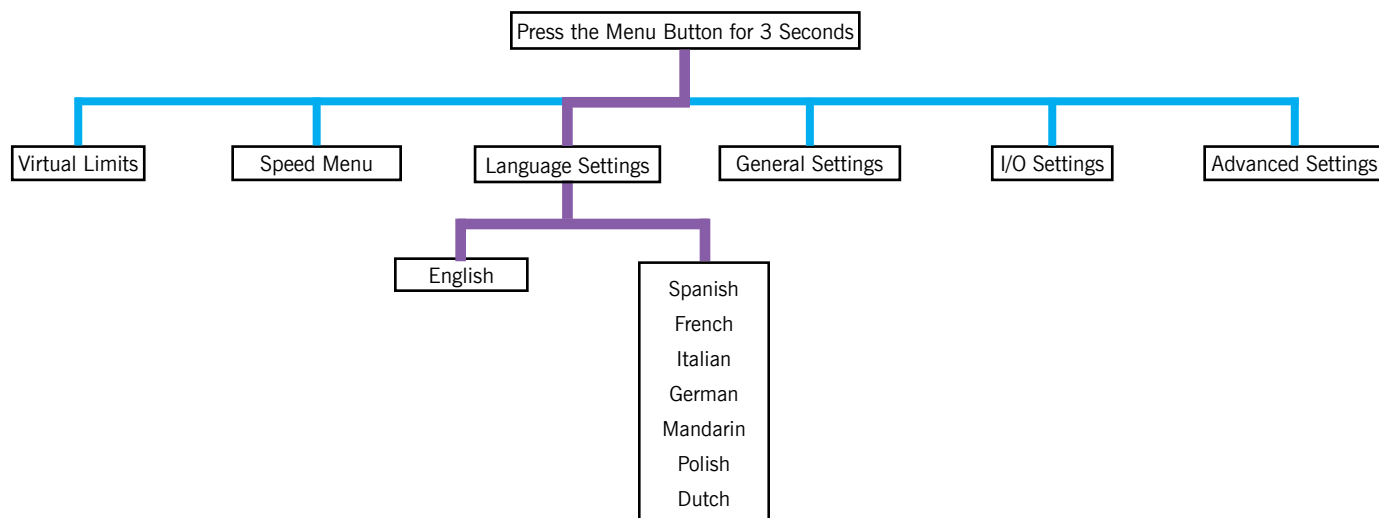 Press the Menu Button for 3 Seconds
Virtual Limits
Speed Menu
Language Settings
General Settings
I/O Settings
Advanced Settings
English
Spanish
French
Italian
German
Mandarin
Polish
Dutch